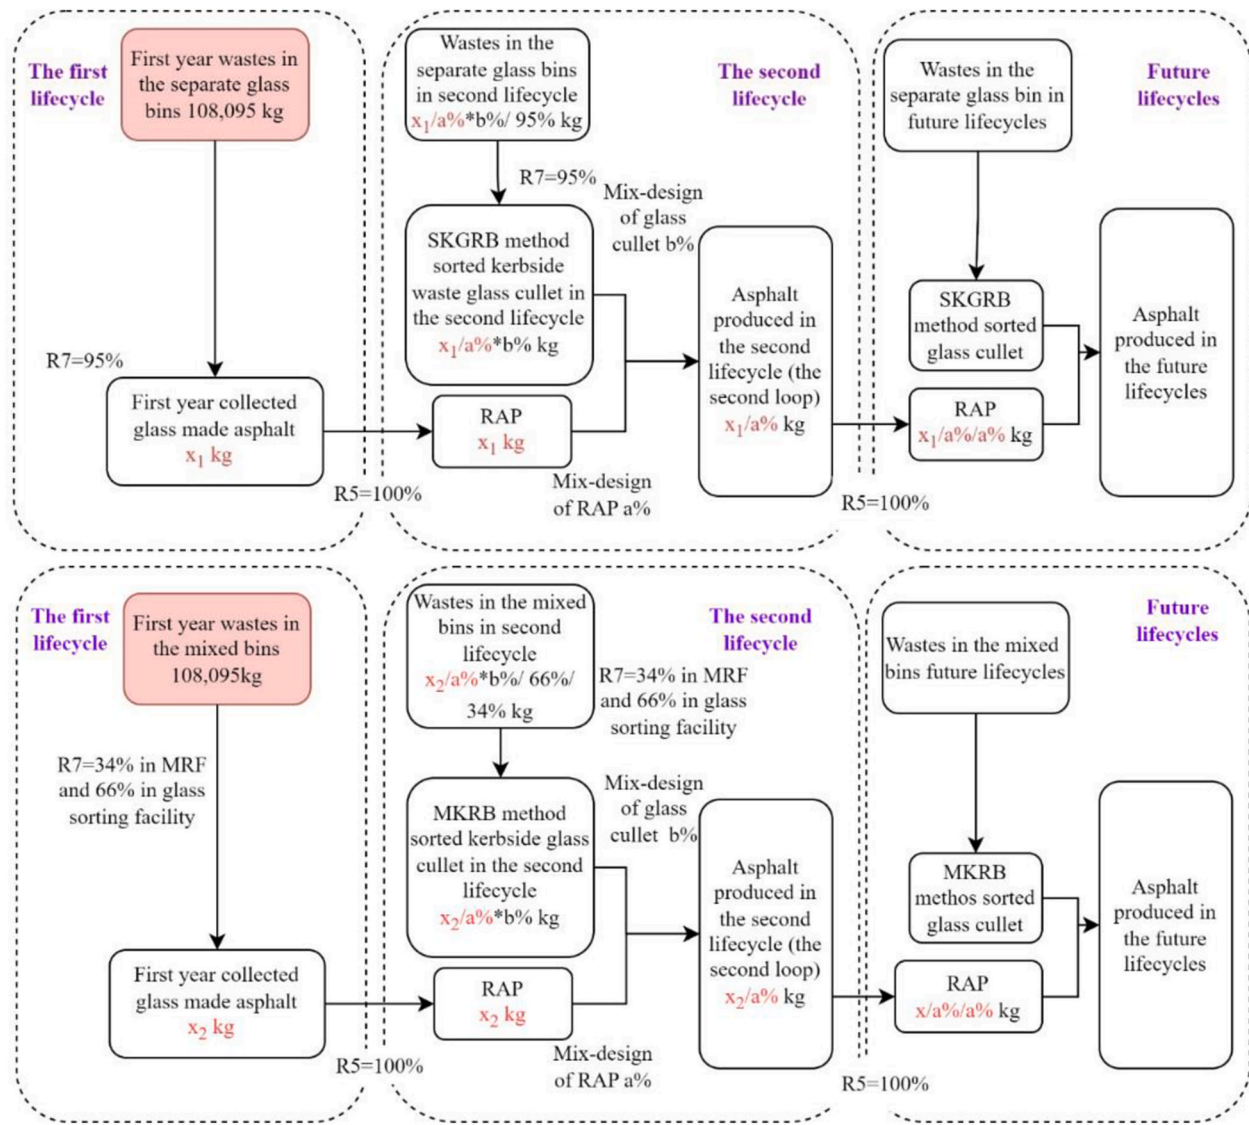 The first
lifecycle
First year wastes in
the separate glass
bins 108,095 kg
R7=95%
First year collected
glass made asphalt
x₁ kg
R5=100%
Wastes in the
separate glass bins
in second lifecycle
x₁/a%*b%/ 95% kg
The second
lifecycle
R7=95%
Mix-design
of glass
cullet b%
SKGRB method
sorted kerbside
waste glass cullet in
the second lifecycle
x₁/a%*b% kg
RAP
x₁ kg
Mix-design
of RAP a%
Asphalt
produced in
the second
lifecycle (the
second loop)
x₁/a% kg
R5=100%
Wastes in the
separate glass bin in
future lifecycles
Future
lifecycles
SKGRB
method sorted
glass cullet
RAP
x₁/a%/a% kg
Asphalt
produced in
the future
lifecycles
The first
lifecycle
First year wastes in
the mixed bins
108,095kg
R7=34% in MRF
and 66% in glass
sorting facility
First year collected
glass made asphalt
x₂ kg
R5=100%
Wastes in the mixed
bins in second
lifecycle
x₂/a%*b%/ 66%/
34% kg
The second
lifecycle
R7=34% in MRF
and 66% in glass
sorting facility
Mix-design
of glass
cullet b%
MKRB method
sorted kerbside glass
cullet in the second
lifecycle
x₂/a%*b% kg
RAP
x₂ kg
Mix-design
of RAP a%
Asphalt
produced in
the second
lifecycle (the
second loop)
x₂/a% kg
R5=100%
Wastes in the mixed
bins future lifecycles
Future
lifecycles
MKRB
methos sorted
glass cullet
RAP
x/a%/a% kg
Asphalt
produced in
the future
lifecycles